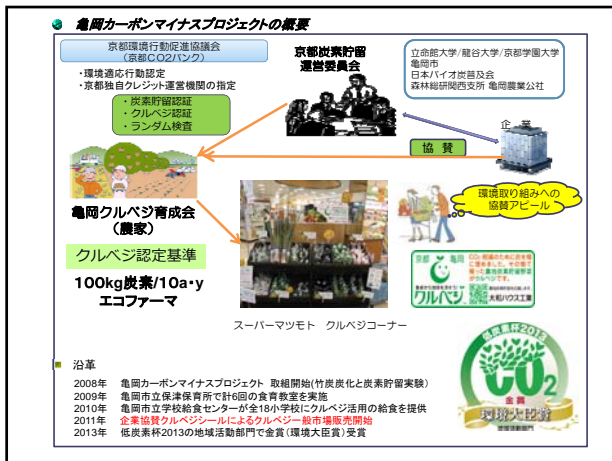 亀岡カーボンマイナスプロジェクトの概要
京都環境行動促進協議会
(京都CO2バンク)
・環境適応行動認定
・京都独自クレジット運営機関の指定
・炭素貯留認証
・クルベジ認証
・ランダム検査
京都炭素貯留
運営委員会
立命館大学/龍谷大学/京都学園大学
亀岡市
日本バイオ炭普及会
森林総研関西支所 亀岡農業公社
企 業
協 賛
環境取り組みへの
協賛アピール
亀岡クルベジ育成会
(農家)
クルベジ認定基準
100kg炭素/10a・y
エコファーマ
スーパーマツモト クルベジコーナー
京都 亀岡
クルベジ
大和ハウス工業
沿革
2008年 亀岡カーボンマイナスプロジェクト 取組開始(竹炭炭化と炭素貯留実験)
2009年 亀岡市立保津保育所で計6回の食育教室を実施
2010年 亀岡市立学校給食センターが全18小学校にクルベジ活用の給食を提供
2011年 企業協賛クルベジシールによるクルベジ一般市場販売開始
2013年 低炭素杯2013の地域活動部門で金賞(環境大臣賞)受賞
低炭素杯2013
CO2
金賞
環境大臣賞
地域活動部門